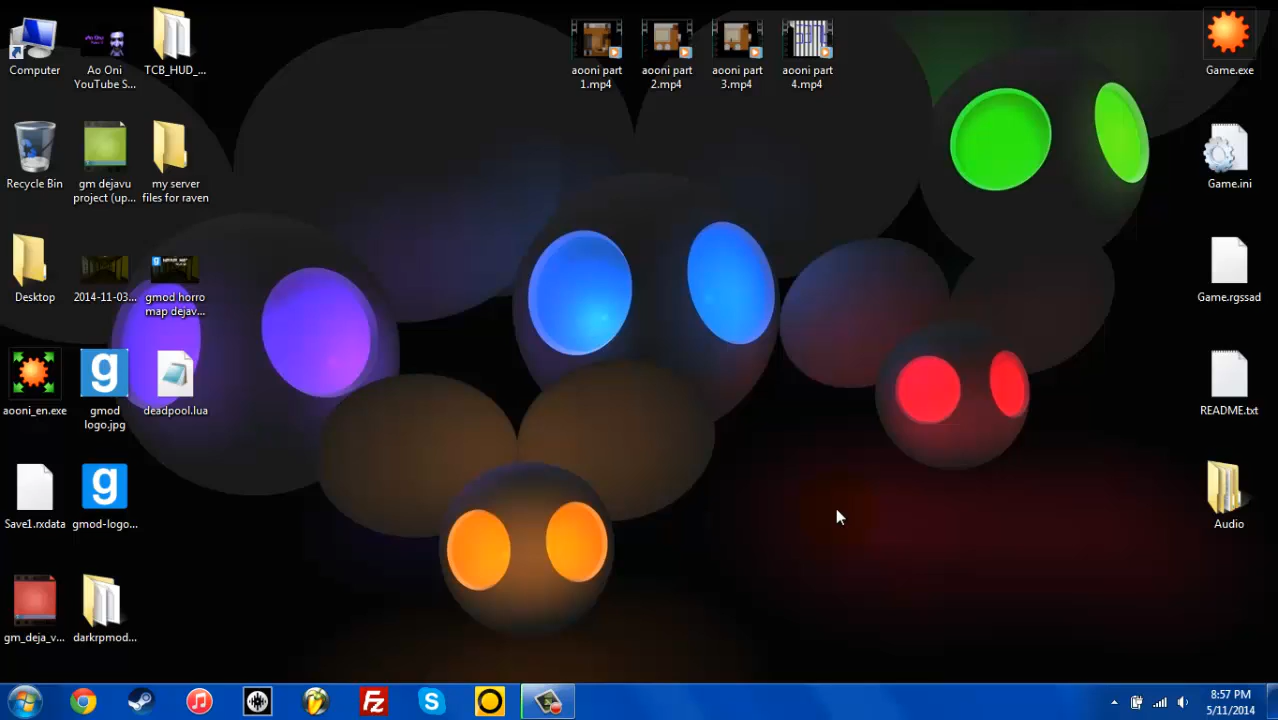 Computer
Ao Oni
YouTube S...
TCB_HUD_...
aooni part
1.mp4
aooni part
2.mp4
aooni part
3.mp4
aooni part
4.mp4
Game.exe
Recycle Bin
gm dejavu
project (up...
my server
files for raven
Game.ini
Desktop
2014-11-03...
gmod horro
map dejav...
Game.rgssad
aooni_en.exe
g
gmod
logo.jpg
deadpool.lua
README.txt
Save1.rxdata
g
gmod-logo...
Audio
gm_deja_v...
darkrpmod...
8:57 PM
5/11/2014